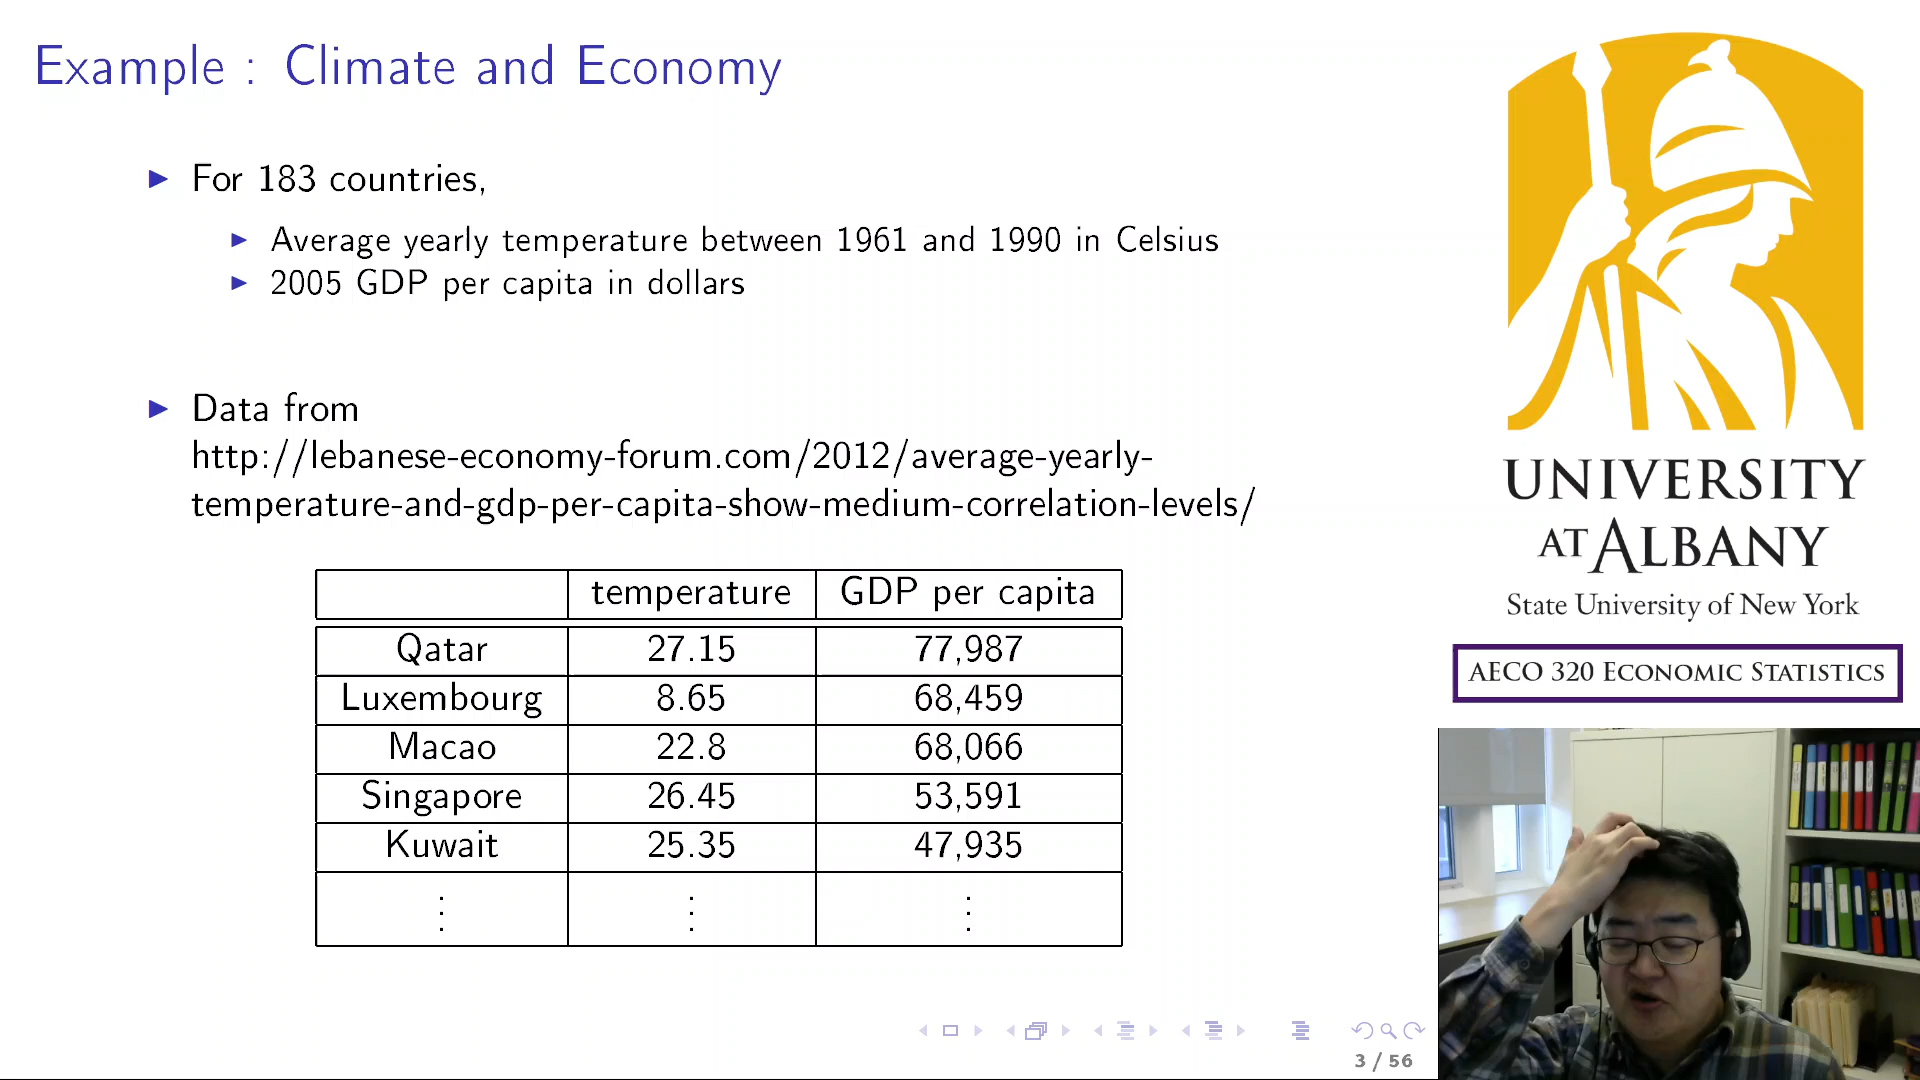 Example : Climate and Economy
For 183 countries,
Average yearly temperature between 1961 and 1990 in Celsius
2005 GDP per capita in dollars
Data from
http://lebanese-economy-forum.com/2012/average-yearly-
temperature-and-gdp-per-capita-show-medium-correlation-levels/
temperature GDP per capita
Qatar 27.15 77,987
Luxembourg 8.65 68,459
Macao 22.8 68,066
Singapore 26.45 53,591
Kuwait 25.35 47,935
⋮ ⋮ ⋮
3 / 56
UNIVERSITY
AT ALBANY
State University of New York
AECO 320 ECONOMIC STATISTICS